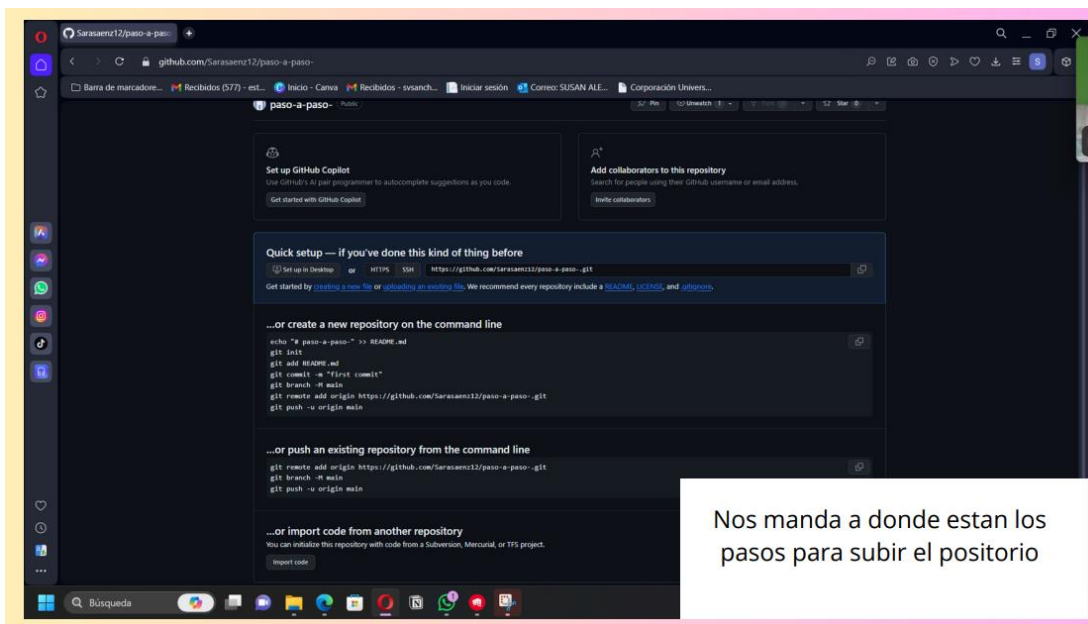 Sarasaenz12/paso-a-paso
github.com/Sarasaenz12/paso-a-paso-
Barra de marcadore... Recibidos (577) - est... Inicio - Canva Recibidos - svsanch... Iniciar sesión Correo: SUSAN ALE... Corporación Univers...
paso-a-paso- Public Pin Unwatch 1 Star 0
Set up GitHub Copilot
Use GitHub's AI pair programmer to autocomplete suggestions as you code.
Get started with GitHub Copilot
Add collaborators to this repository
Search for people using their GitHub username or email address.
Invite collaborators
Quick setup — if you've done this kind of thing before
Set up in Desktop or HTTPS SSH https://github.com/Sarasaenz12/paso-a-paso-.git
Get started by creating a new file or uploading an existing file. We recommend every repository include a README, LICENSE, and .gitignore.
...or create a new repository on the command line
echo "# paso-a-paso-" >> README.md
git init
git add README.md
git commit -m "first commit"
git branch -M main
git remote add origin https://github.com/Sarasaenz12/paso-a-paso-.git
git push -u origin main
...or push an existing repository from the command line
git remote add origin https://github.com/Sarasaenz12/paso-a-paso-.git
git branch -M main
git push -u origin main
...or import code from another repository
You can initialize this repository with code from a Subversion, Mercurial, or TFS project.
Import code
Nos manda a donde estan los
pasos para subir el positorio
Búsqueda